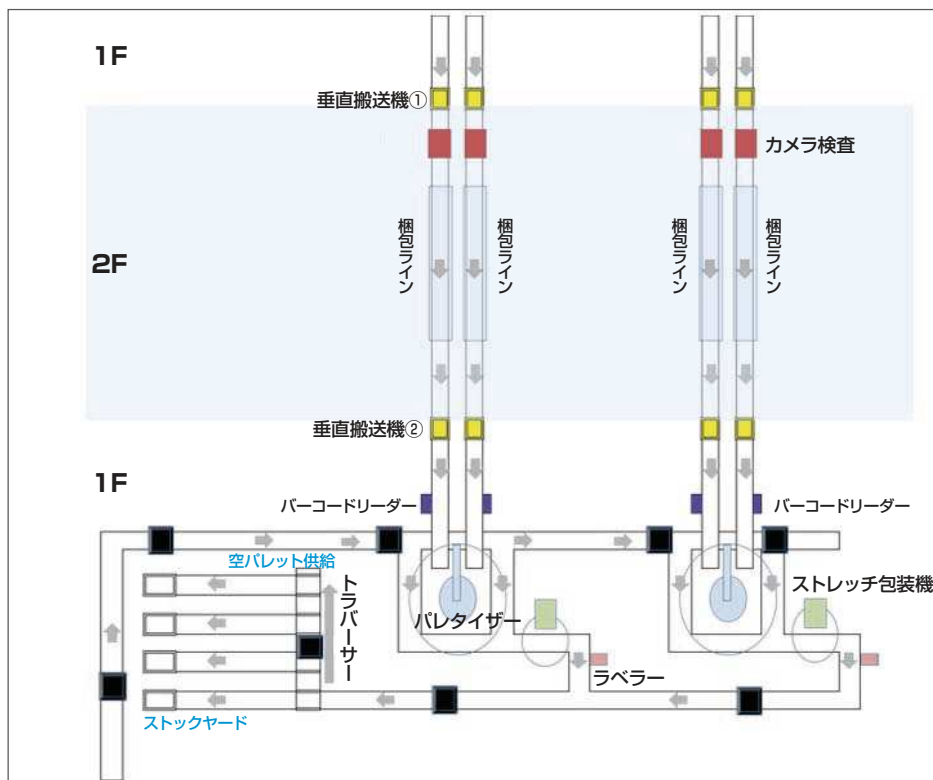 1F
垂直搬送機①
カメラ検査
2F
梱包ライン
梱包ライン
梱包ライン
梱包ライン
垂直搬送機②
1F
バーコードリーダー
バーコードリーダー
空パレット供給
トラバーサー
パレタイザー
ストレッチ包装機
ラベラー
ストックヤード